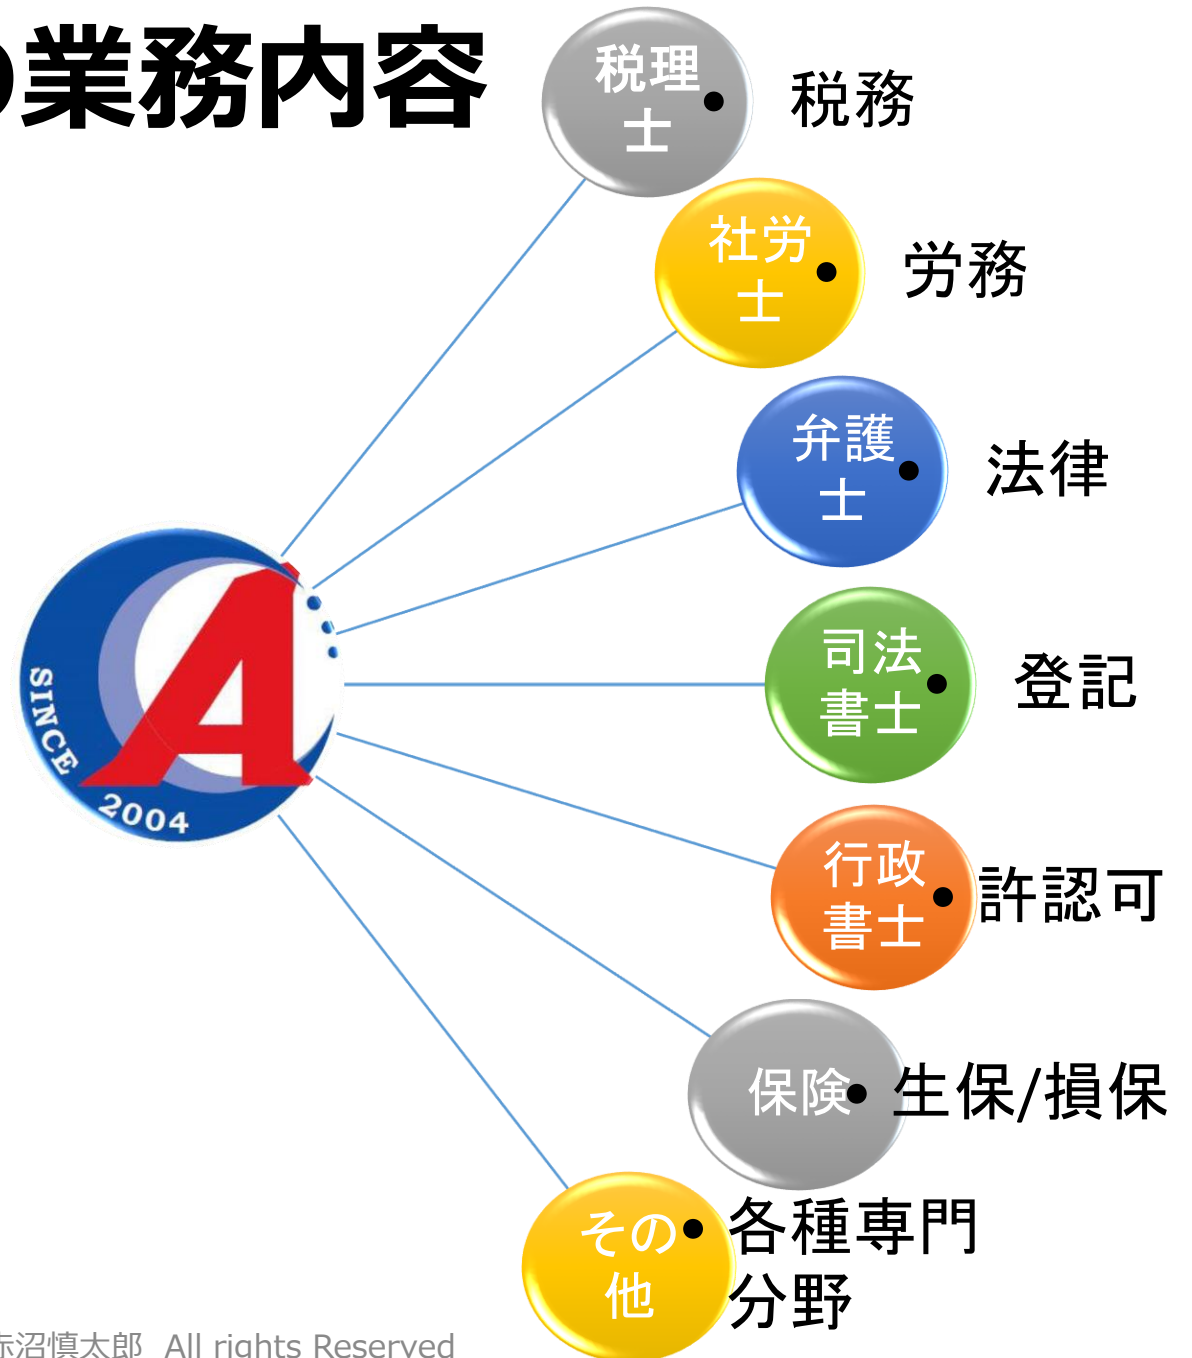 の業務内容
税理
士
• 税務
社労
士
• 労務
弁護
士
• 法律
SINCE 2004
司法
書士
• 登記
行政
書士
• 許認可
保険
• 生保/損保
その
他
• 各種専門
分野
赤沼慎太郎 All rights Reserved